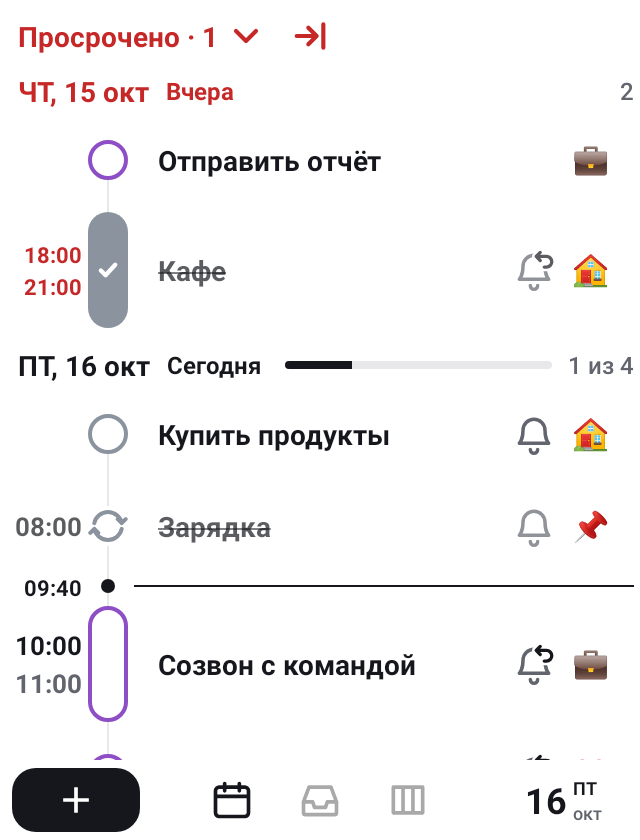 Просрочено · 1
ЧТ, 15 окт Вчера 2
Отправить отчёт
18:00
21:00
Кафе
ПТ, 16 окт Сегодня 1 из 4
Купить продукты
08:00 Зарядка
09:40
10:00
11:00
Созвон с командой
16 ПТ
окт